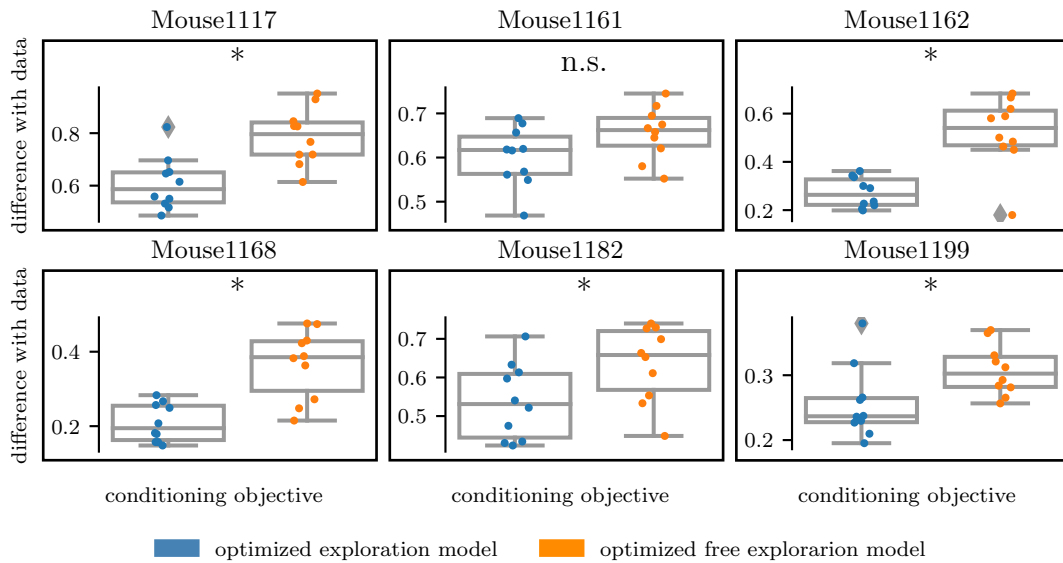 Mouse1117 Mouse1161 Mouse1162
difference with data
* n.s. *
0.8
0.6
0.7
0.6
0.5
0.6
0.4
0.2
Mouse1168 Mouse1182 Mouse1199
difference with data
* * *
0.4
0.2
0.7
0.6
0.5
0.3
0.2
conditioning objective conditioning objective conditioning objective
optimized exploration model optimized free explorarion model